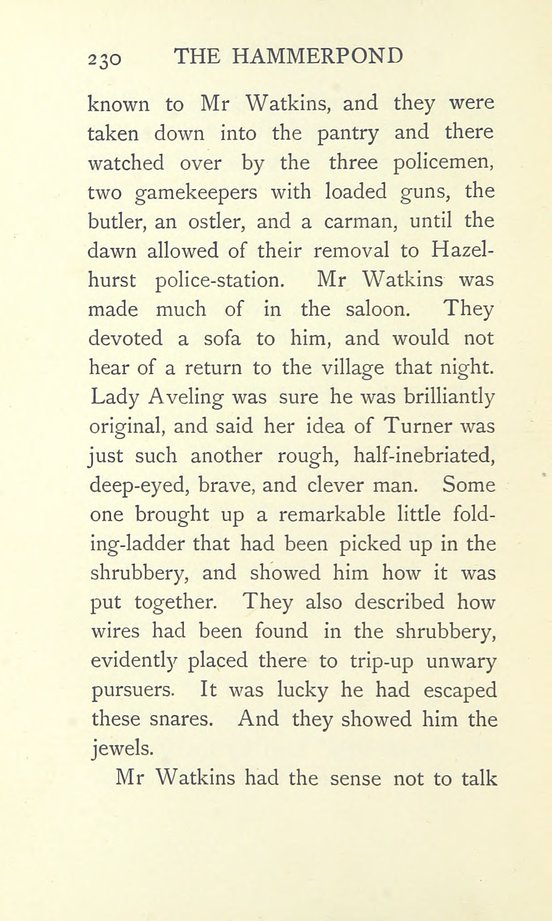 230 THE HAMMERPOND
known to Mr Watkins, and they were
taken down into the pantry and there
watched over by the three policemen,
two gamekeepers with loaded guns, the
butler, an ostler, and a carman, until the
dawn allowed of their removal to Hazel-
hurst police-station. Mr Watkins was
made much of in the saloon. They
devoted a sofa to him, and would not
hear of a return to the village that night.
Lady Aveling was sure he was brilliantly
original, and said her idea of Turner was
just such another rough, half-inebriated,
deep-eyed, brave, and clever man. Some
one brought up a remarkable little fold-
ing-ladder that had been picked up in the
shrubbery, and showed him how it was
put together. They also described how
wires had been found in the shrubbery,
evidently placed there to trip-up unwary
pursuers. It was lucky he had escaped
these snares. And they showed him the
jewels.
Mr Watkins had the sense not to talk